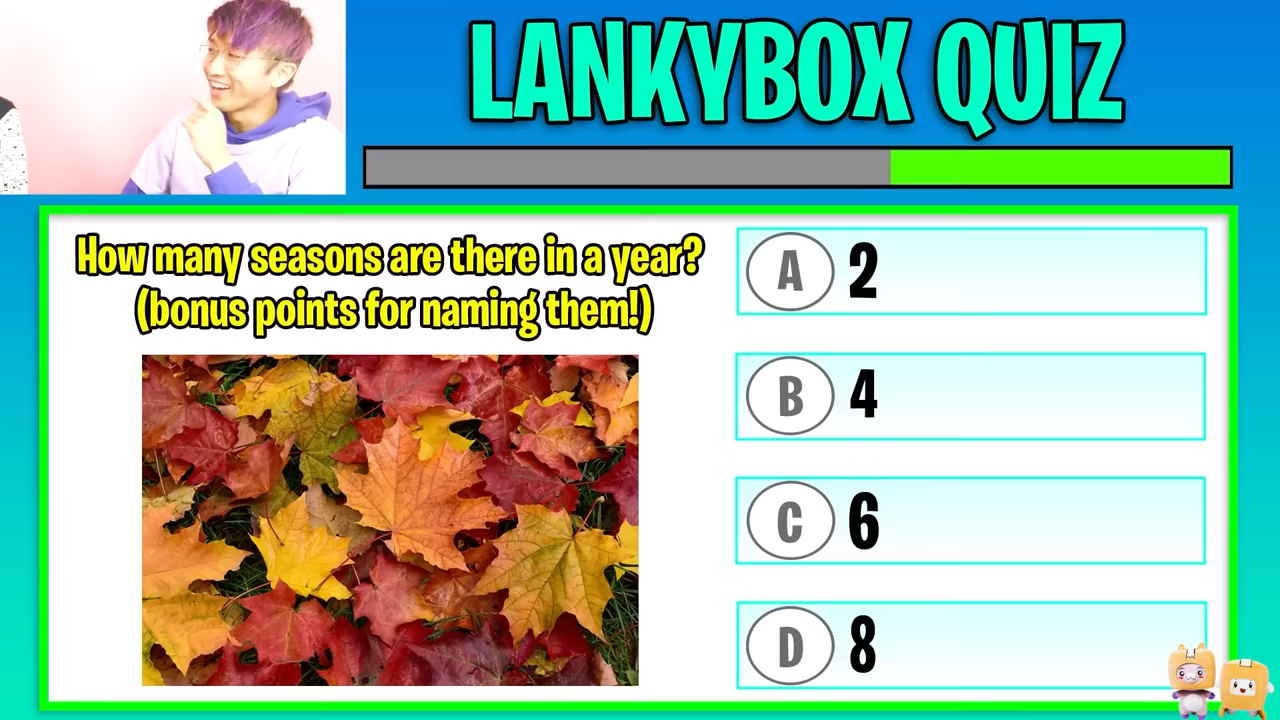 LANKYBOX QUIZ
How many seasons are there in a year?
(bonus points for naming them!)
A 2
B 4
C 6
D 8